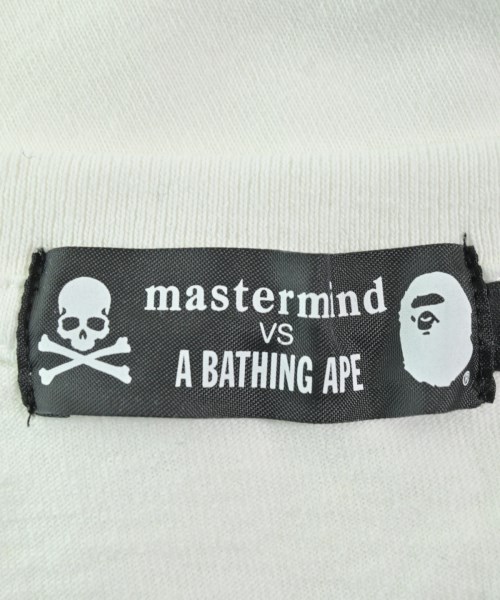 mastermind
VS
A BATHING APE
®